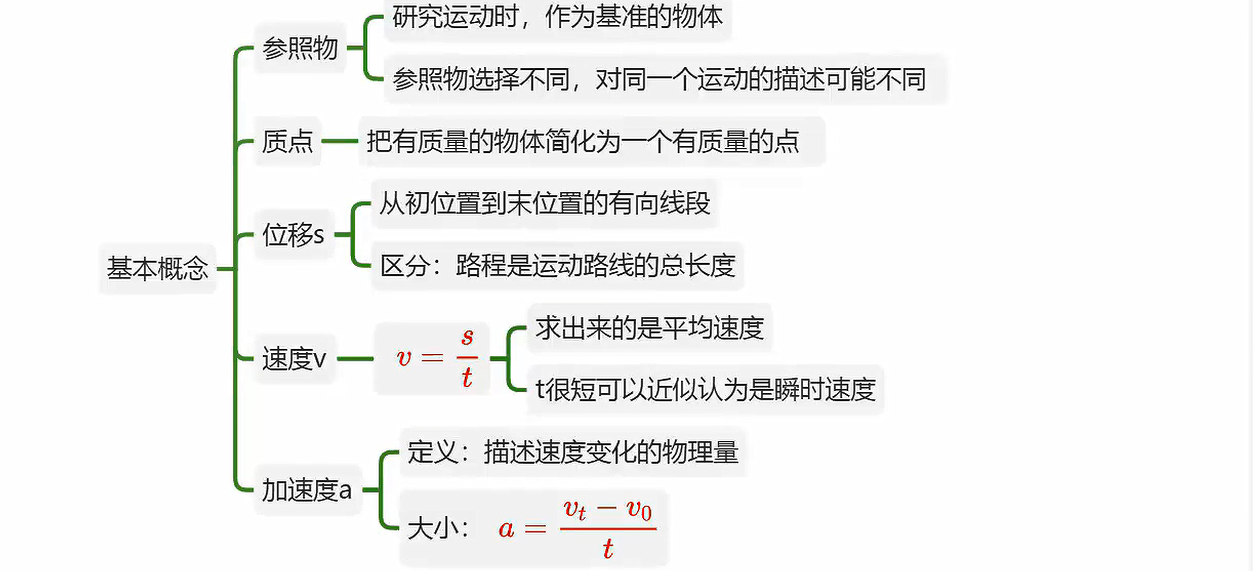 研究运动时，作为基准的物体
参照物
参照物选择不同，对同一个运动的描述可能不同
质点
把有质量的物体简化为一个有质量的点
从初位置到末位置的有向线段
位移s
区分：路程是运动路线的总长度
基本概念
求出来的是平均速度
速度v
v = s/t
t很短可以近似认为是瞬时速度
定义：描述速度变化的物理量
加速度a
大小： a = (vₜ − v₀)/t